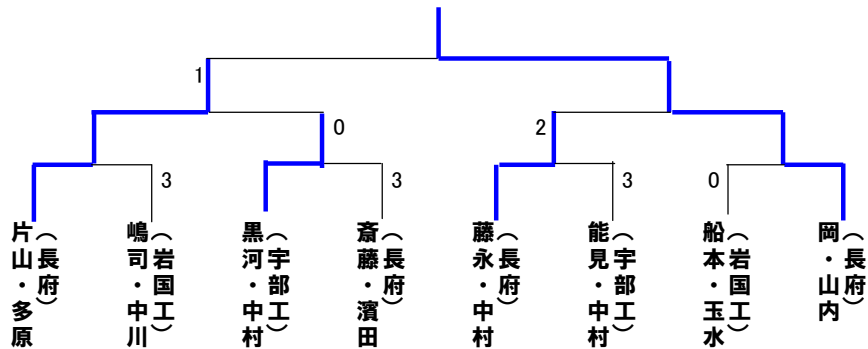 1
0
2
3
3
3
0
片山・多原
（長府）
嶋司・中川
（岩国工）
黒河・中村
（宇部工）
斎藤・濱田
（長府）
藤永・中村
（長府）
能見・中村
（宇部工）
船本・玉水
（岩国工）
岡・山内
（長府）